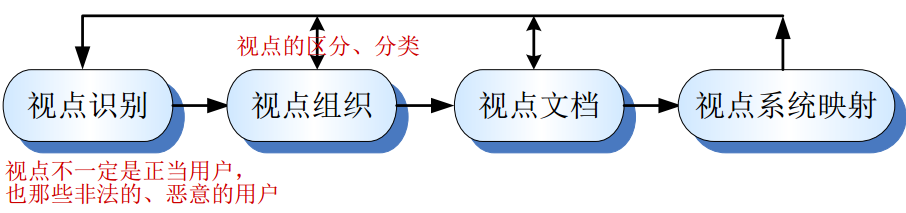 视点的区分、分类
视点识别
视点组织
视点文档
视点系统映射
视点不一定是正当用户，
也那些非法的、恶意的用户